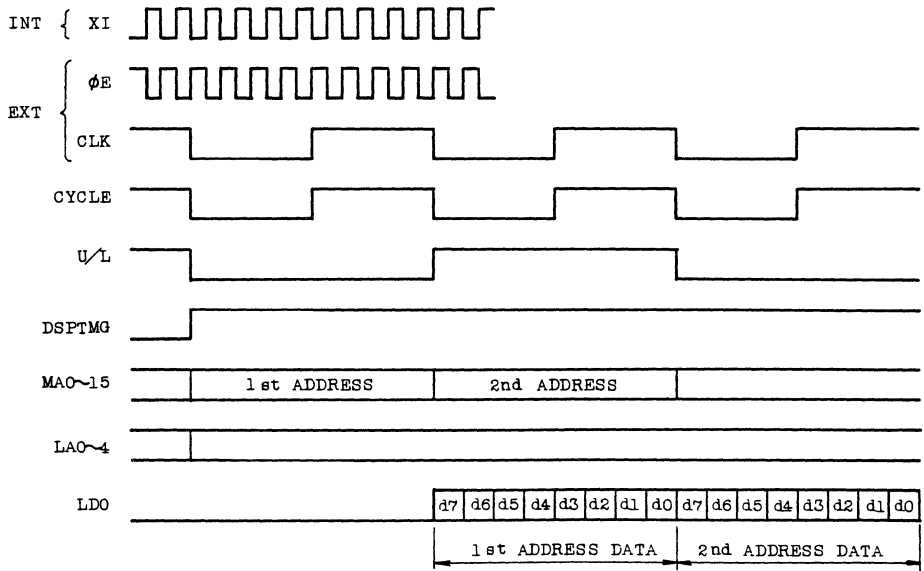 INT { XI
EXT { ϕE
CLK
CYCLE
U/L
DSPTMG
MA0~15 1st ADDRESS 2nd ADDRESS
LA0~4
LD0 d7 d6 d5 d4 d3 d2 d1 d0 d7 d6 d5 d4 d3 d2 d1 d0
1st ADDRESS DATA 2nd ADDRESS DATA